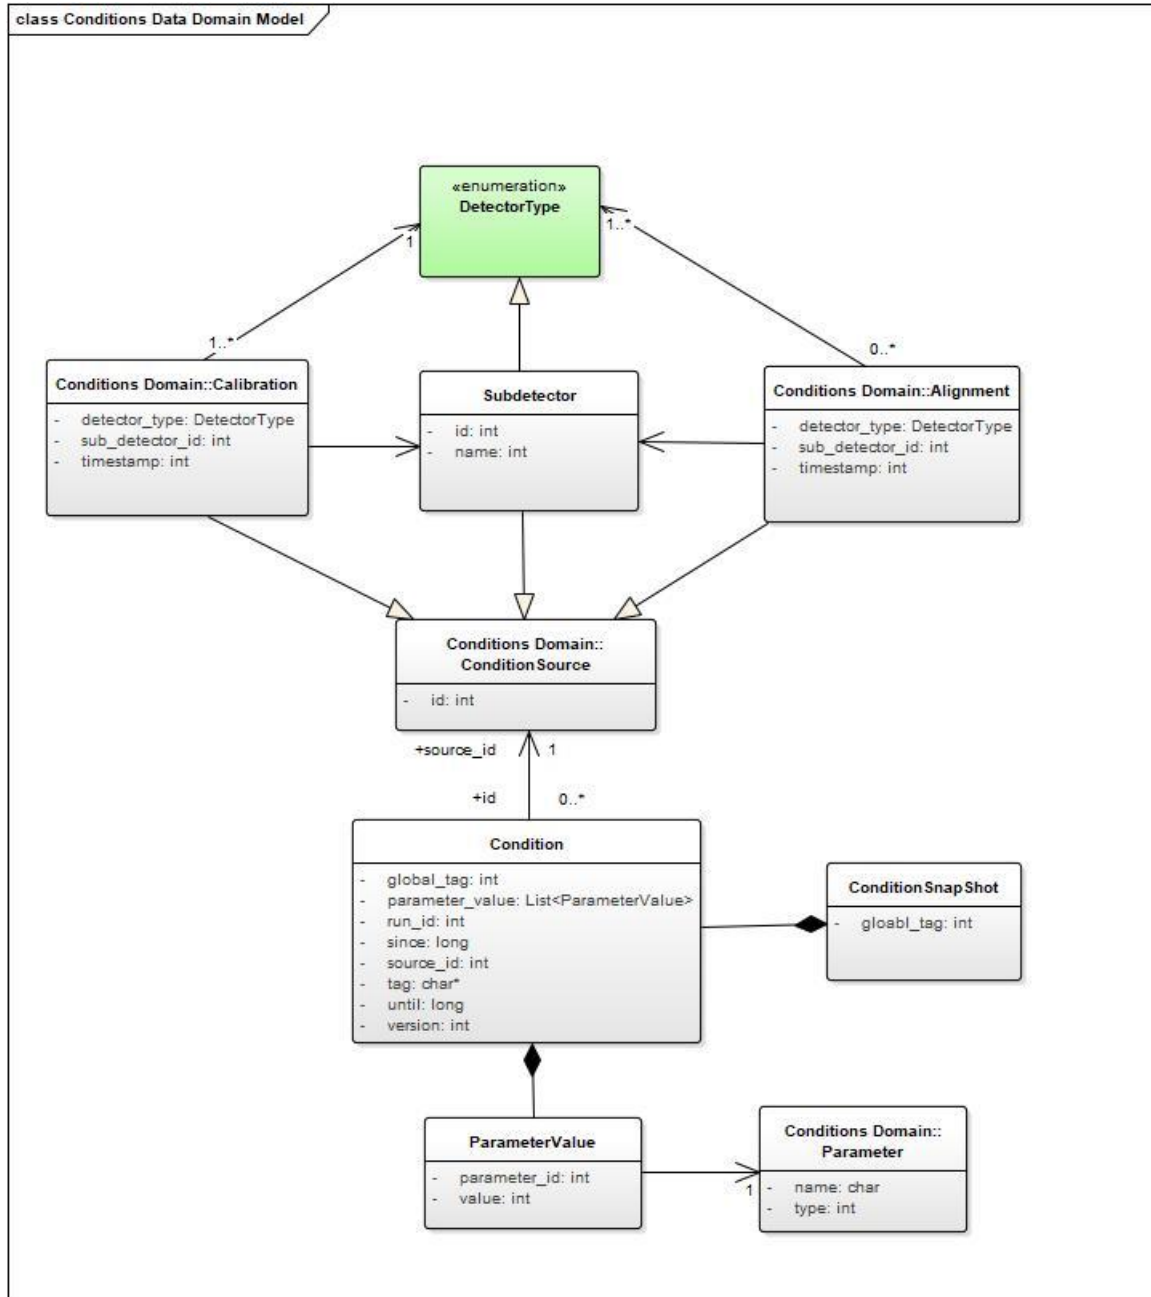 class Conditions Data Domain Model
«enumeration»
DetectorType
1
1..*
1..*
0..*
Conditions Domain::Calibration
- detector_type: DetectorType
- sub_detector_id: int
- timestamp: int
Subdetector
- id: int
- name: int
Conditions Domain::Alignment
- detector_type: DetectorType
- sub_detector_id: int
- timestamp: int
Conditions Domain::
ConditionSource
- id: int
+source_id 1
+id 0..*
Condition
- global_tag: int
- parameter_value: List<ParameterValue>
- run_id: int
- since: long
- source_id: int
- tag: char*
- until: long
- version: int
ConditionSnapShot
- gloabl_tag: int
ParameterValue
- parameter_id: int
- value: int
1
Conditions Domain::
Parameter
- name: char
- type: int